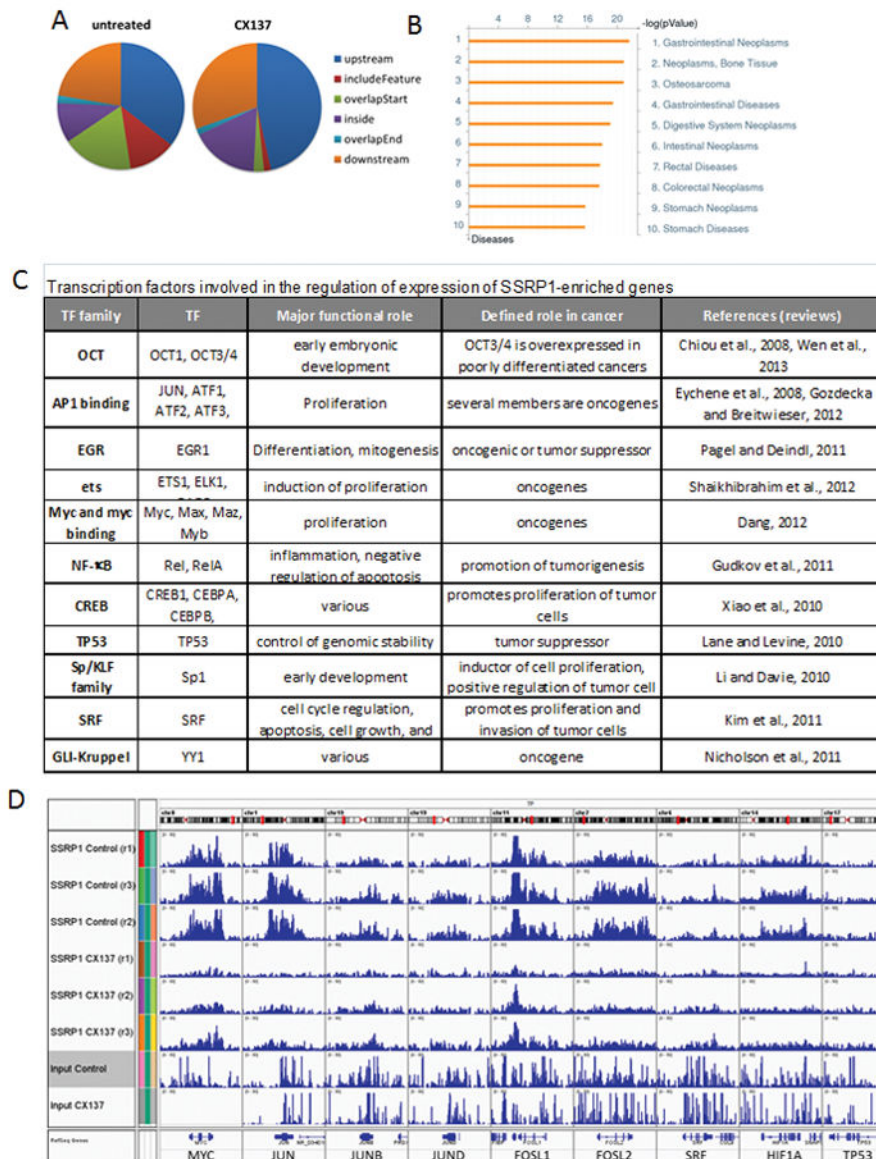 A
untreated
CX137
upstream
includeFeature
overlapStart
inside
overlapEnd
downstream
B
4 8 12 16 20 -log(pValue)
1 1. Gastrointestinal Neoplasms
2 2. Neoplasms, Bone Tissue
3 3. Osteosarcoma
4 4. Gastrointestinal Diseases
5 5. Digestive System Neoplasms
6 6. Intestinal Neoplasms
7 7. Rectal Diseases
8 8. Colorectal Neoplasms
9 9. Stomach Neoplasms
10 10. Stomach Diseases
Diseases
C
Transcription factors involved in the regulation of expression of SSRP1-enriched genes
TF family TF Major functional role Defined role in cancer References (reviews)
OCT OCT1, OCT3/4 early embryonic development OCT3/4 is overexpressed in poorly differentiated cancers Chiou et al., 2008, Wen et al., 2013
AP1 binding JUN, ATF1, ATF2, ATF3, Proliferation several members are oncogenes Eychene et al., 2008, Gozdecka and Breitwieser, 2012
EGR EGR1 Differentiation, mitogenesis oncogenic or tumor suppressor Pagel and Deindl, 2011
ets ETS1, ELK1, induction of proliferation oncogenes Shaikhibrahim et al., 2012
Myc and myc binding Myc, Max, Maz, Myb proliferation oncogenes Dang, 2012
NF-κB Rel, RelA inflammation, negative regulation of apoptosis promotion of tumorigenesis Gudkov et al., 2011
CREB CREB1, CEBPA, CEBPB, various promotes proliferation of tumor cells Xiao et al., 2010
TP53 TP53 control of genomic stability tumor suppressor Lane and Levine, 2010
Sp/KLF family Sp1 early development inductor of cell proliferation, positive regulation of tumor cell Li and Davie, 2010
SRF SRF cell cycle regulation, apoptosis, cell growth, and promotes proliferation and invasion of tumor cells Kim et al., 2011
GLI-Kruppel YY1 various oncogene Nicholson et al., 2011
D
SSRP1 Control (r1)
SSRP1 Control (r3)
SSRP1 Control (r2)
SSRP1 CX137 (r1)
SSRP1 CX137 (r2)
SSRP1 CX137 (r3)
Input Control
Input CX137
RefSeq Genes
MYC JUN JUNB JUND FOSL1 FOSL2 SRF HIF1A TP53